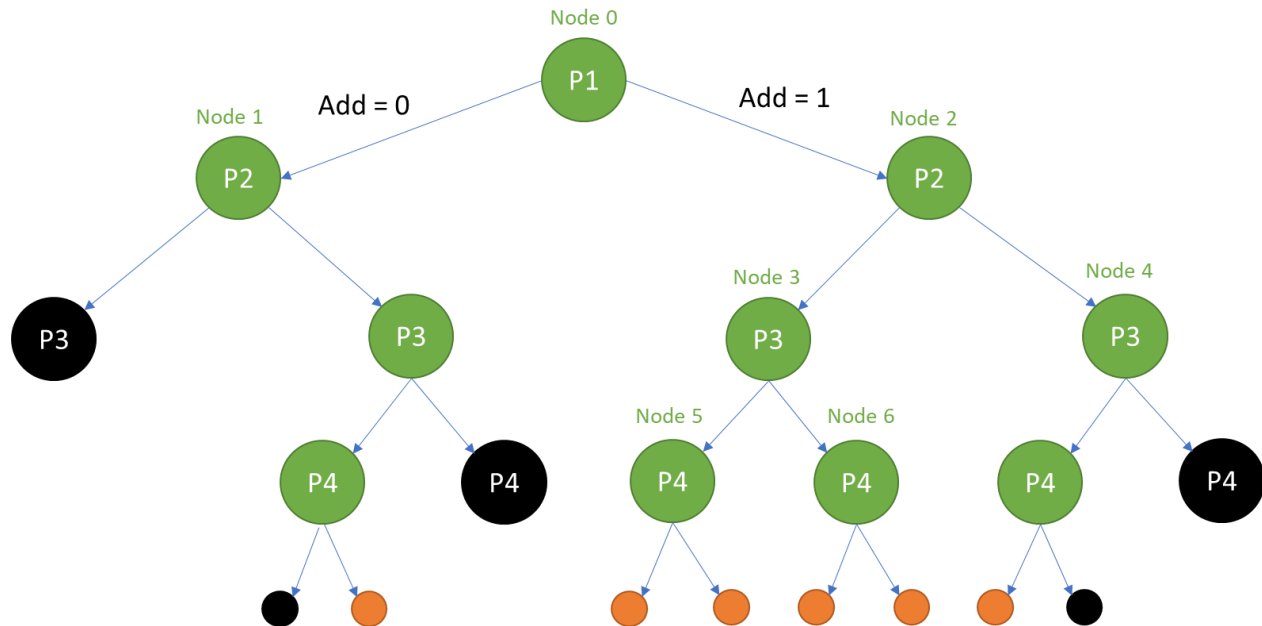 Node 0
P1
Add = 0
Add = 1
Node 1
Node 2
P2
P2
Node 3
Node 4
P3
P3
P3
P3
Node 5
Node 6
P4
P4
P4
P4
P4
P4